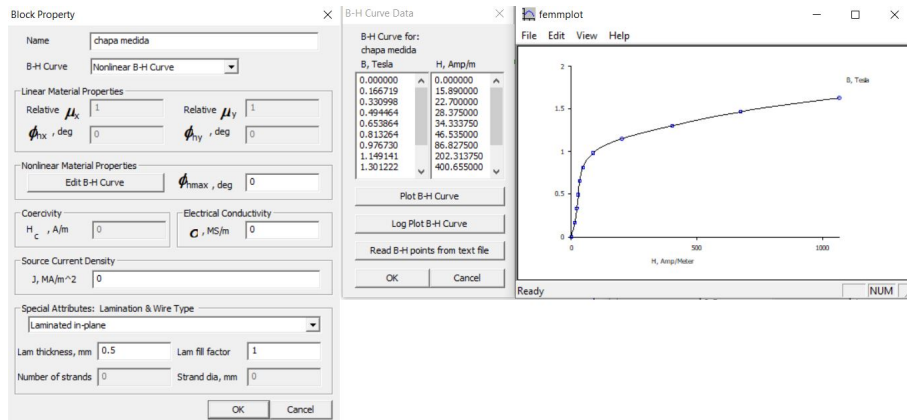 Block Property
Name chapa medida
B-H Curve Nonlinear B-H Curve
Linear Material Properties
Relative μx 1 Relative μy 1
ϕhx , deg 0 ϕhy , deg 0
Nonlinear Material Properties
Edit B-H Curve ϕhmax , deg 0
Coercivity Electrical Conductivity
Hc , A/m 0 σ , MS/m 0
Source Current Density
J, MA/m^2 0
Special Attributes: Lamination & Wire Type
Laminated in-plane
Lam thickness, mm 0.5 Lam fill factor 1
Number of strands 0 Strand dia, mm 0
OK Cancel
B-H Curve Data
B-H Curve for:
chapa medida
B, Tesla H, Amp/m
0.000000 0.000000
0.166719 15.890000
0.330998 22.700000
0.494464 28.375000
0.653864 34.333750
0.813264 46.535000
0.976730 86.827500
1.149141 202.313750
1.301222 400.655000
Plot B-H Curve
Log Plot B-H Curve
Read B-H points from text file
OK Cancel
femmplot
File Edit View Help
2
B, Tesla
1.5
1
0.5
0
0 500 1000
H, Amp/Meter
Ready NUM